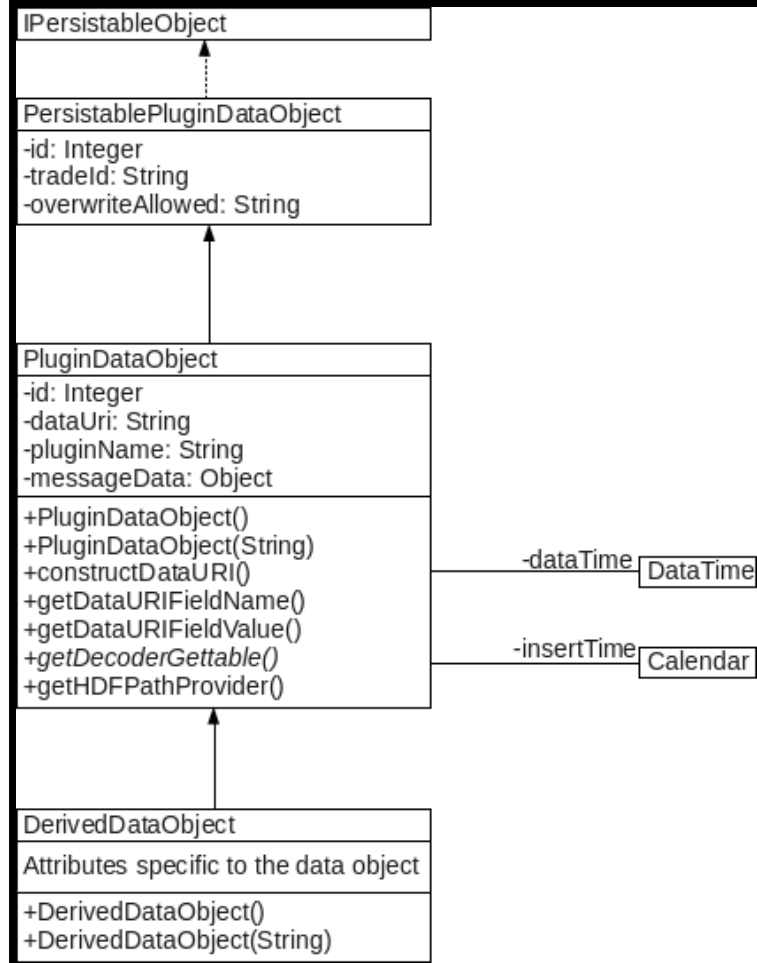 IPersistableObject
PersistablePluginDataObject
-id: Integer
-tradeId: String
-overwriteAllowed: String
PluginDataObject
-id: Integer
-dataUri: String
-pluginName: String
-messageData: Object
+PluginDataObject()
+PluginDataObject(String)
+constructDataURI()
+getDataURIFieldName()
+getDataURIFieldValue()
+getDecoderGettable()
+getHDFPathProvider()
-dataTime
DataTime
-insertTime
Calendar
DerivedDataObject
Attributes specific to the data object
+DerivedDataObject()
+DerivedDataObject(String)